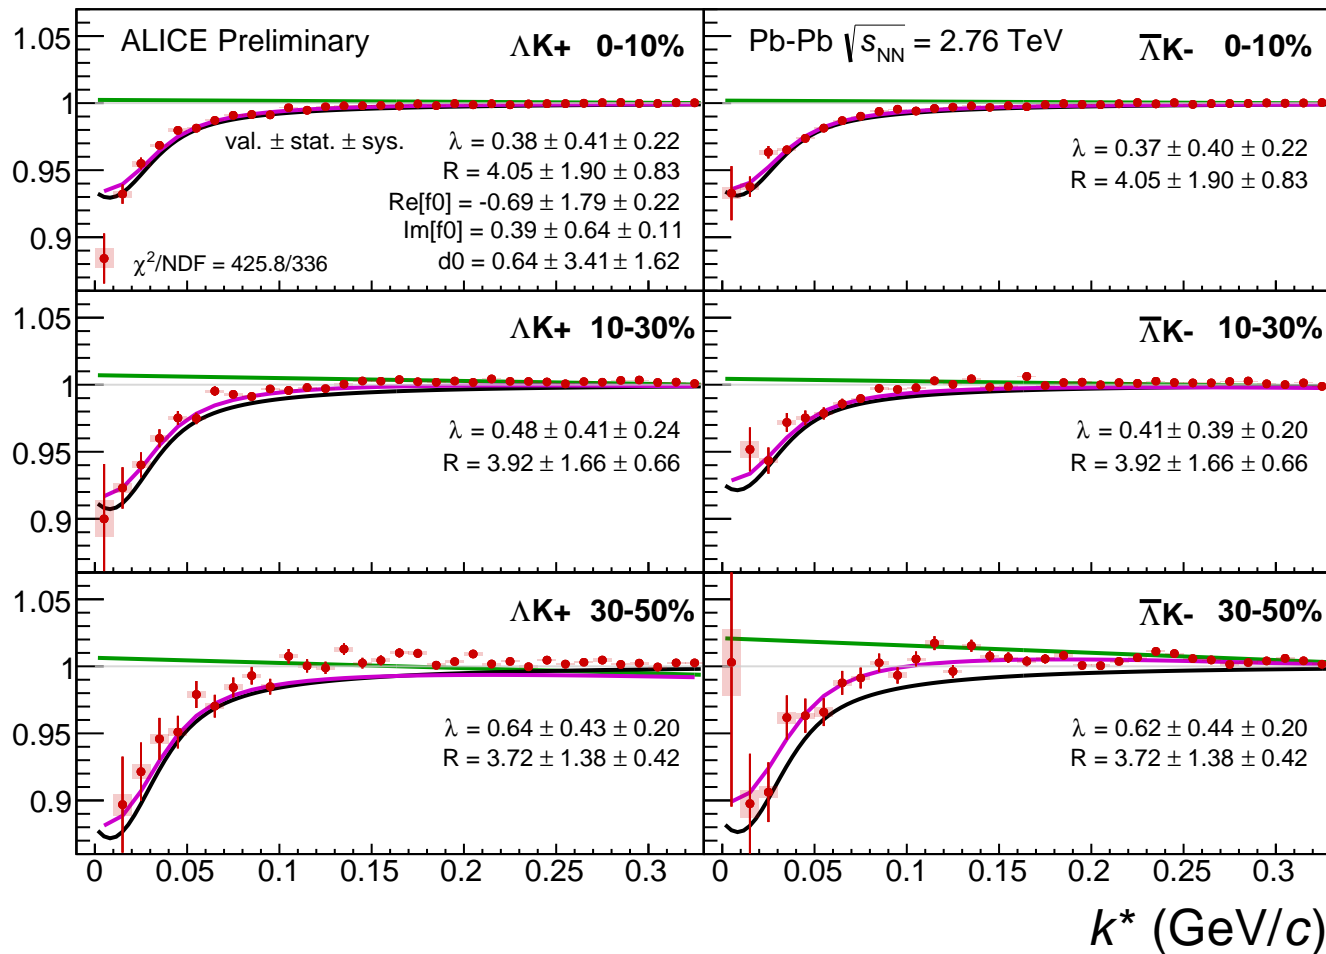 ALICE Preliminary
ΛK+ 0-10%
1.05
1
0.95
0.9
val. ± stat. ± sys.
λ = 0.38 ± 0.41 ± 0.22
R = 4.05 ± 1.90 ± 0.83
Re[f0] = -0.69 ± 1.79 ± 0.22
Im[f0] = 0.39 ± 0.64 ± 0.11
d0 = 0.64 ± 3.41 ± 1.62
χ²/NDF = 425.8/336
Pb-Pb √s_NN = 2.76 TeV
Λ̅K- 0-10%
λ = 0.37 ± 0.40 ± 0.22
R = 4.05 ± 1.90 ± 0.83
ΛK+ 10-30%
1.05
1
0.95
0.9
λ = 0.48 ± 0.41 ± 0.24
R = 3.92 ± 1.66 ± 0.66
Λ̅K- 10-30%
λ = 0.41 ± 0.39 ± 0.20
R = 3.92 ± 1.66 ± 0.66
ΛK+ 30-50%
1.05
1
0.95
0.9
λ = 0.64 ± 0.43 ± 0.20
R = 3.72 ± 1.38 ± 0.42
Λ̅K- 30-50%
λ = 0.62 ± 0.44 ± 0.20
R = 3.72 ± 1.38 ± 0.42
0 0.05 0.1 0.15 0.2 0.25 0.3
0 0.05 0.1 0.15 0.2 0.25 0.3
k* (GeV/c)